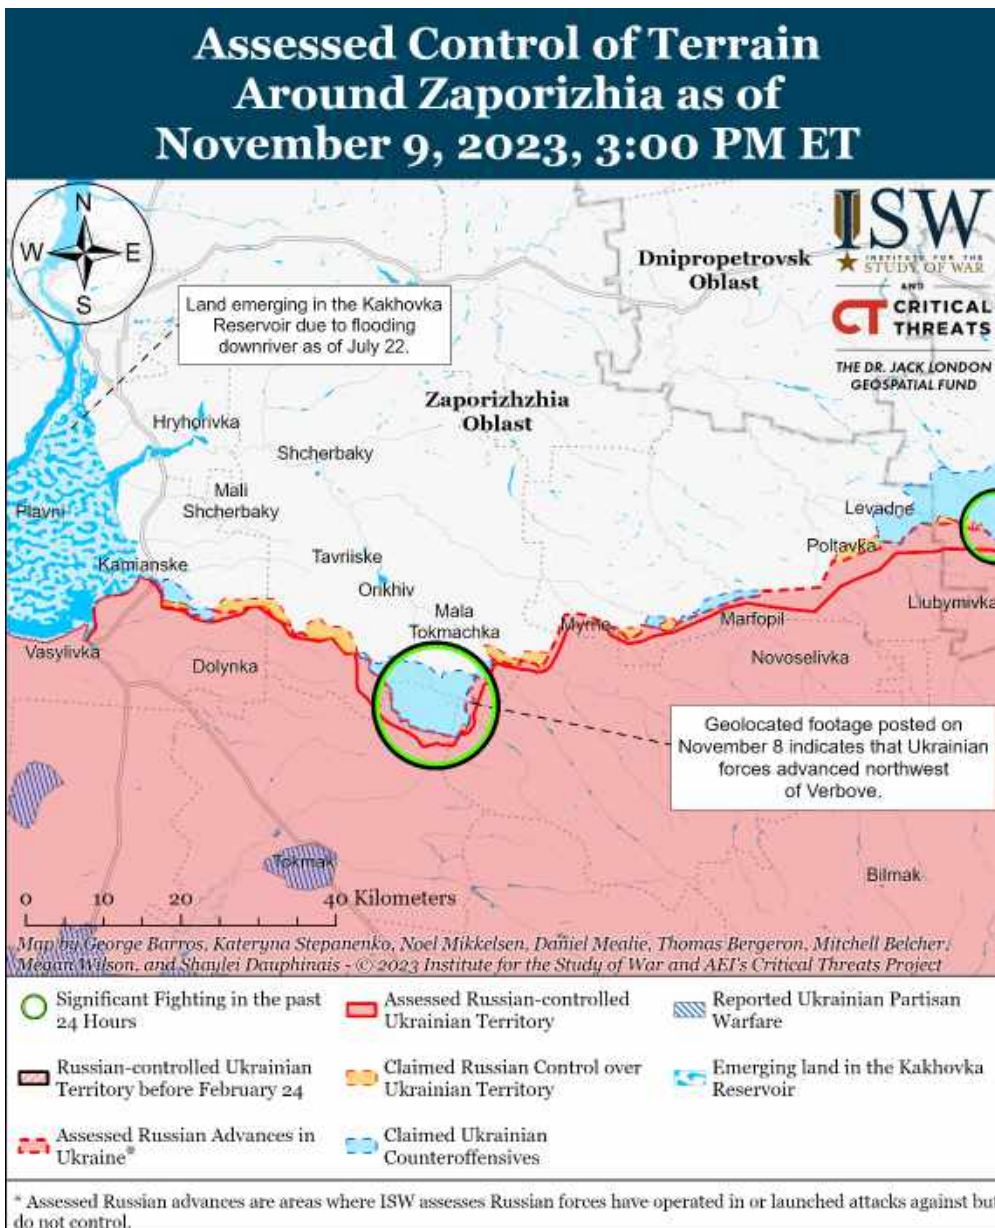 Assessed Control of Terrain
Around Zaporizhia as of
November 9, 2023, 3:00 PM ET
N
W
E
S
ISW
INSTITUTE FOR THE
STUDY OF WAR
AND
CT CRITICAL
THREATS
THE DR. JACK LONDON
GEOSPATIAL FUND
Dnipropetrovsk
Oblast
Land emerging in the Kakhovka
Reservoir due to flooding
downriver as of July 22.
Zaporizhzhia
Oblast
Hryhorivka
Shcherbaky
Mali
Shcherbaky
Plavni
Levadne
Poltavka
Tavriiske
Kamianske
Orikhiv
Mala
Tokmachka
Liubymivka
Myrne
Marfopil
Vasylivka
Dolynka
Novoselivka
Geolocated footage posted on
November 8 indicates that Ukrainian
forces advanced northwest
of Verbove.
Tokmak
Bilmak
0 10 20 40 Kilometers
Map by George Barros, Kateryna Stepanenko, Noel Mikkelsen, Daniel Mealie, Thomas Bergeron, Mitchell Belcher,
Megan Wilson, and Shaylei Dauphinais - © 2023 Institute for the Study of War and AEI's Critical Threats Project
Significant Fighting in the past
24 Hours
Assessed Russian-controlled
Ukrainian Territory
Reported Ukrainian Partisan
Warfare
Russian-controlled Ukrainian
Territory before February 24
Claimed Russian Control over
Ukrainian Territory
Emerging land in the Kakhovka
Reservoir
Assessed Russian Advances in
Ukraine*
Claimed Ukrainian
Counteroffensives
* Assessed Russian advances are areas where ISW assesses Russian forces have operated in or launched attacks against but
do not control.